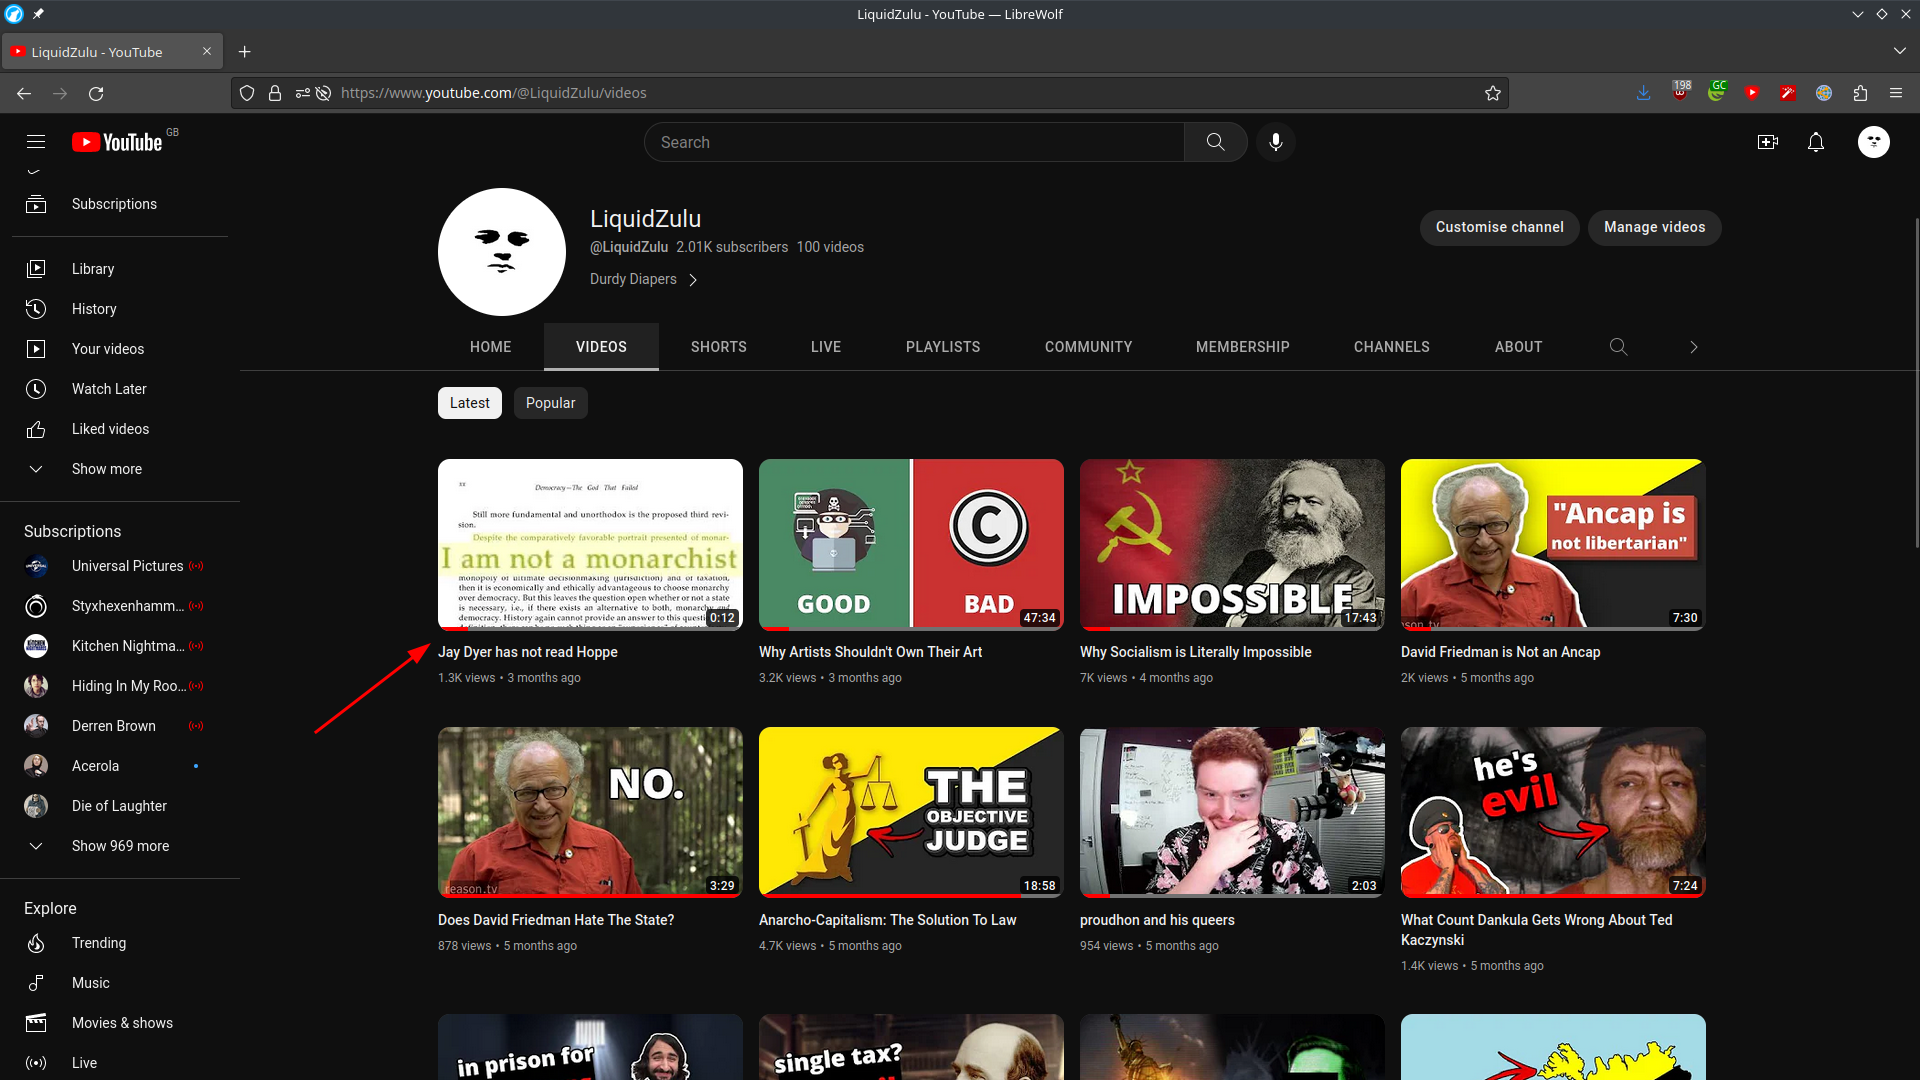 LiquidZulu - YouTube — LibreWolf
LiquidZulu - YouTube
https://www.youtube.com/@LiquidZulu/videos
198
GC
YouTube GB
Search
Subscriptions
Library
History
Your videos
Watch Later
Liked videos
Show more
Subscriptions
Universal Pictures
Styxhexenhamm...
Kitchen Nightma...
Hiding In My Roo...
Derren Brown
Acerola
Die of Laughter
Show 969 more
Explore
Trending
Music
Movies & shows
Live
LiquidZulu
@LiquidZulu 2.01K subscribers 100 videos
Durdy Diapers
Customise channel
Manage videos
HOME
VIDEOS
SHORTS
LIVE
PLAYLISTS
COMMUNITY
MEMBERSHIP
CHANNELS
ABOUT
Latest
Popular
Democracy—The God That Failed
Still more fundamental and unorthodox is the proposed third revi-
sion.
Despite the comparatively favorable portrait presented of monar-
I am not a monarchist
monopoly of ultimate decisionmaking (jurisdiction) and of taxation,
then it is economically and ethically advantageous to choose monarchy
over democracy. But this leaves the question open whether or not a state
is necessary, i.e., if there exists an alternative to both, monarchy and
democracy. History again cannot provide an answer to this question
0:12
Jay Dyer has not read Hoppe
1.3K views • 3 months ago
GOOD
C
BAD
47:34
Why Artists Shouldn't Own Their Art
3.2K views • 3 months ago
IMPOSSIBLE
17:43
Why Socialism is Literally Impossible
7K views • 4 months ago
"Ancap is
not libertarian"
reason.tv
7:30
David Friedman is Not an Ancap
2K views • 5 months ago
NO.
reason.tv
3:29
Does David Friedman Hate The State?
878 views • 5 months ago
THE
OBJECTIVE
JUDGE
18:58
Anarcho-Capitalism: The Solution To Law
4.7K views • 5 months ago
2:03
proudhon and his queers
954 views • 5 months ago
he's
evil
7:24
What Count Dankula Gets Wrong About Ted
Kaczynski
1.4K views • 5 months ago
in prison for
single tax?